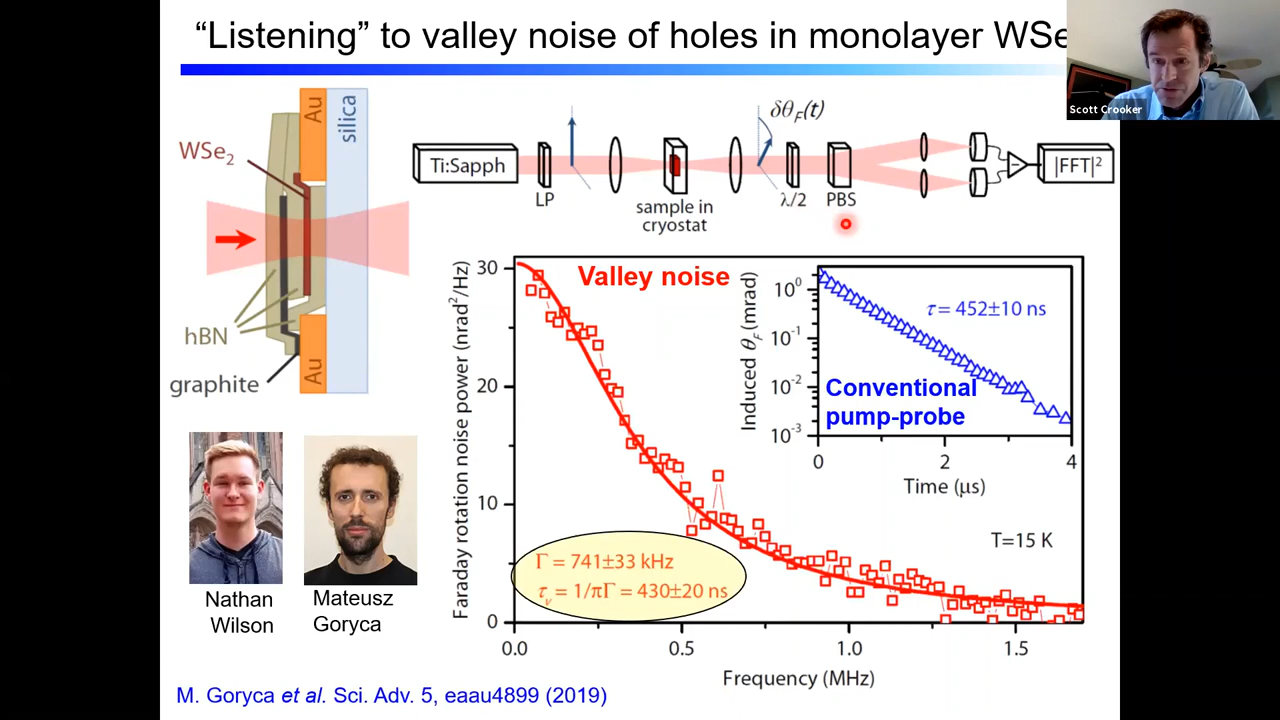 “Listening” to valley noise of holes in monolayer WSe
Scott Crooker
Au
silica
WSe2
hBN
graphite
Au
Ti:Sapph
LP
sample in
cryostat
δθF(t)
λ/2
PBS
|FFT|²
Nathan
Wilson
Mateusz
Goryca
Valley noise
Faraday rotation noise power (nrad²/Hz)
30
20
10
0
0.0
0.5
1.0
1.5
Frequency (MHz)
Γ = 741±33 kHz
τv = 1/πΓ = 430±20 ns
T=15 K
Induced θF (mrad)
10⁰
10⁻¹
10⁻²
10⁻³
0
2
4
Time (µs)
τ = 452±10 ns
Conventional
pump-probe
M. Goryca et al. Sci. Adv. 5, eaau4899 (2019)